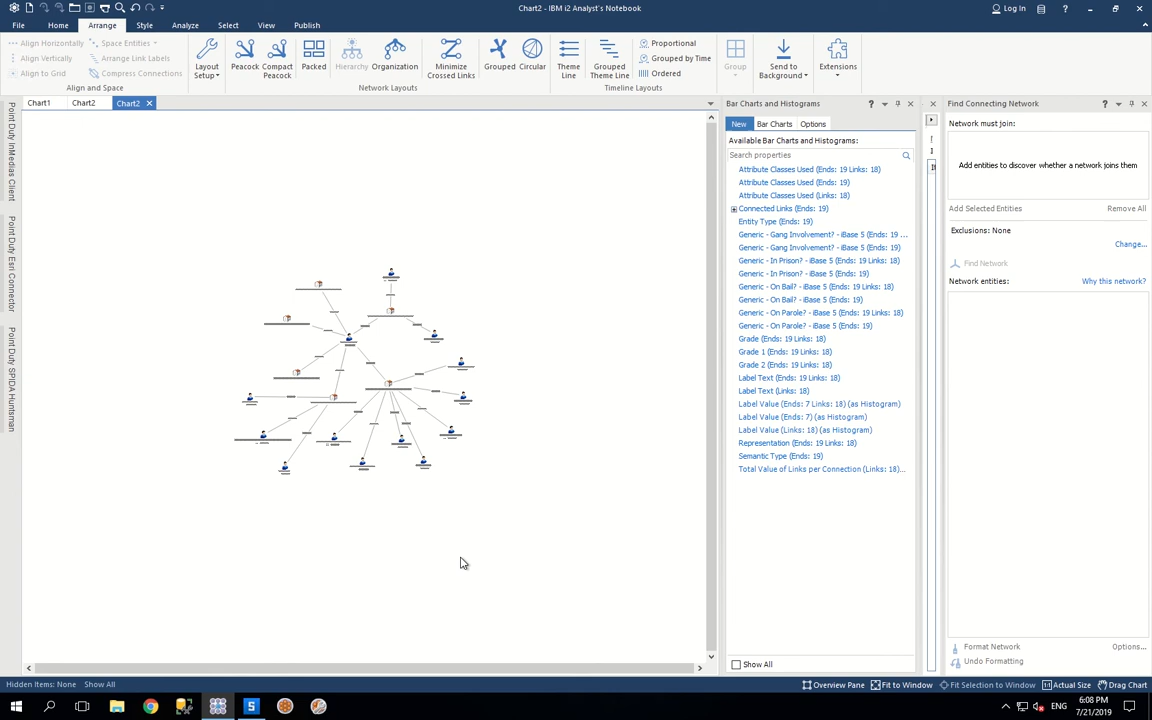 Chart2 - IBM i2 Analyst's Notebook
Log In
File Home Arrange Style Analyze Select View Publish
Align Horizontally
Align Vertically
Align to Grid
Space Entities
Arrange Link Labels
Compress Connections
Align and Space
Layout Setup
Peacock
Compact Peacock
Packed
Hierarchy
Organization
Minimize Crossed Links
Grouped
Circular
Network Layouts
Theme Line
Grouped Theme Line
Proportional
Grouped by Time
Ordered
Timeline Layouts
Group
Send to Background
Extensions
Chart1 Chart2 Chart2
Point Duty InMedias Client
Point Duty Esri Connector
Point Duty SPIDA Huntsman
Bar Charts and Histograms
New Bar Charts Options
Available Bar Charts and Histograms:
Search properties
Attribute Classes Used (Ends: 19 Links: 18)
Attribute Classes Used (Ends: 19)
Attribute Classes Used (Links: 18)
Connected Links (Ends: 19)
Entity Type (Ends: 19)
Generic - Gang Involvement? - iBase 5 (Ends: 19 ...
Generic - Gang Involvement? - iBase 5 (Ends: 19)
Generic - In Prison? - iBase 5 (Ends: 19 Links: 18)
Generic - In Prison? - iBase 5 (Ends: 19)
Generic - On Bail? - iBase 5 (Ends: 19 Links: 18)
Generic - On Bail? - iBase 5 (Ends: 19)
Generic - On Parole? - iBase 5 (Ends: 19 Links: 18)
Generic - On Parole? - iBase 5 (Ends: 19)
Grade (Ends: 19 Links: 18)
Grade 1 (Ends: 19 Links: 18)
Grade 2 (Ends: 19 Links: 18)
Label Text (Ends: 19 Links: 18)
Label Text (Links: 18)
Label Value (Ends: 7 Links: 18) (as Histogram)
Label Value (Ends: 7) (as Histogram)
Label Value (Links: 18) (as Histogram)
Representation (Ends: 19 Links: 18)
Semantic Type (Ends: 19)
Total Value of Links per Connection (Links: 18)...
Show All
Find Connecting Network
Network must join:
Add entities to discover whether a network joins them
Add Selected Entities Remove All
Exclusions: None
Change...
Find Network
Network entities: Why this network?
Format Network Options...
Undo Formatting
Hidden Items: None Show All
Overview Pane Fit to Window Fit Selection to Window Actual Size Drag Chart
ENG
6:08 PM
7/21/2019